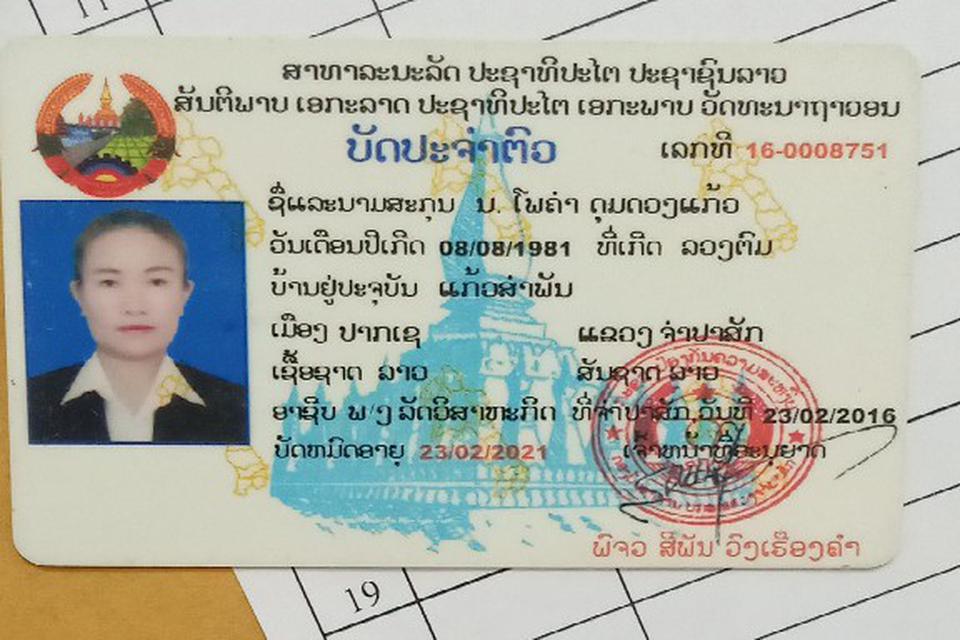 ສາທາລະນະລັດ ປະຊາທິປະໄຕ ປະຊາຊົນລາວ
ສັນຕິພາບ ເອກະລາດ ປະຊາທິປະໄຕ ເອກະພາບ ວັດທະນາຖາວອນ
ບັດປະຈຳຕົວ ເລກທີ 16-0008751
ຊື່ແລະນາມສະກຸນ ນ. ໂພຄຳ ດຸມດອງແກ້ວ
ວັນເດືອນປີເກີດ 08/08/1981 ທີ່ເກີດ ລອງຕົມ
ບ້ານຢູ່ປະຈຸບັນ ແກ້ວສຳພັນ
ເມືອງ ປາກເຊ ແຂວງ ຈຳປາສັກ
ເຊື້ອຊາດ ລາວ ສັນຊາດ ລາວ
ອາຊີບ ພ/ງ ລັດວິສາຫະກິດ ທີ່ຈຳປາສັກ ວັນທີ 23/02/2016
ບັດຫມົດອາຍຸ 23/02/2021 ເຈົ້າຫນ້າທີ່ອະນຸຍາດ
ພັຈວ ສີພັນ ວົງເຮືອງຄຳ
19